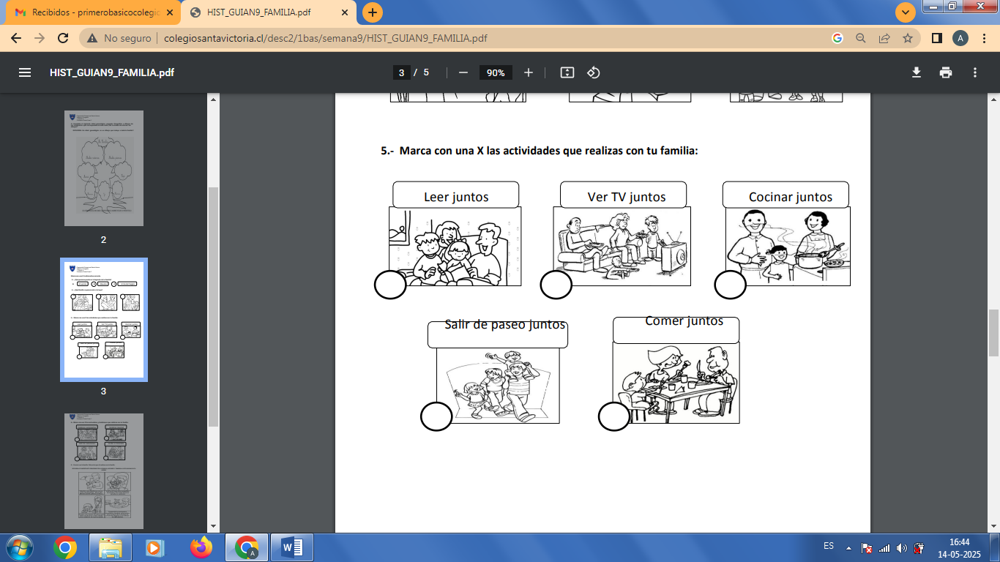 Recibidos - primerobasicocolegio
HIST_GUIAN9_FAMILIA.pdf
No seguro
colegiosantavictoria.cl/desc2/1bas/semana9/HIST_GUIAN9_FAMILIA.pdf
A
HIST_GUIAN9_FAMILIA.pdf
3 / 5
90%
2
3
5.- Marca con una X las actividades que realizas con tu familia:
Leer juntos
Ver TV juntos
Cocinar juntos
Salir de paseo juntos
Comer juntos
ES
16:44
14-05-2025